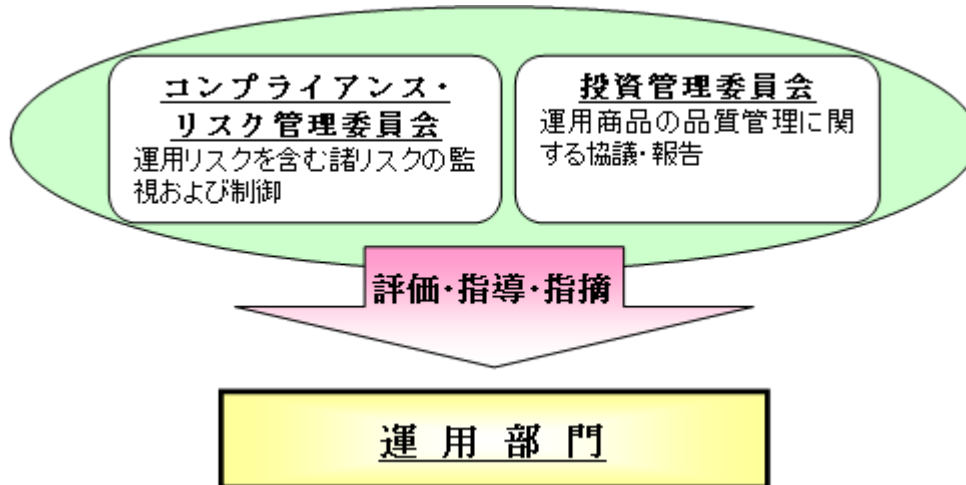 コンプライアンス・
リスク管理委員会
運用リスクを含む諸リスクの監
視および制御
投資管理委員会
運用商品の品質管理に関
する協議・報告
評価・指導・指摘
運用部門